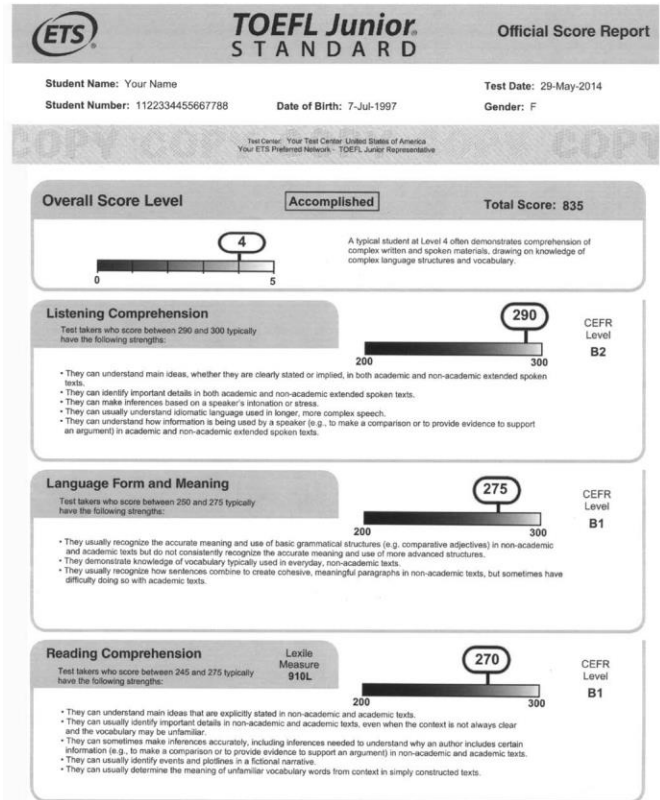 ETS
TOEFL Junior®
STANDARD
Official Score Report
Student Name: Your Name
Test Date: 29-May-2014
Student Number: 1122334455667788
Date of Birth: 7-Jul-1997
Gender: F
COPY COPY
COPY
Test Center: Your Test Center United States of America
Your ETS Preferred Network - TOEFL Junior Representative
Overall Score Level
Accomplished
Total Score: 835
4
0
5
A typical student at Level 4 often demonstrates comprehension of
complex written and spoken materials, drawing on knowledge of
complex language structures and vocabulary.
Listening Comprehension
Test takers who score between 290 and 300 typically
have the following strengths:
290
200
300
CEFR
Level
B2
• They can understand main ideas, whether they are clearly stated or implied, in both academic and non-academic extended spoken
texts.
• They can identify important details in both academic and non-academic extended spoken texts.
• They can make inferences based on a speaker's intonation or stress.
• They can usually understand idiomatic language used in longer, more complex speech.
• They can understand how information is being used by a speaker (e.g., to make a comparison or to provide evidence to support
an argument) in academic and non-academic extended spoken texts.
Language Form and Meaning
Test takers who score between 250 and 275 typically
have the following strengths:
275
200
300
CEFR
Level
B1
• They usually recognize the accurate meaning and use of basic grammatical structures (e.g. comparative adjectives) in non-academic
and academic texts but do not consistently recognize the accurate meaning and use of more advanced structures.
• They demonstrate knowledge of vocabulary typically used in everyday, non-academic texts.
• They usually recognize how sentences combine to create cohesive, meaningful paragraphs in non-academic texts, but sometimes have
difficulty doing so with academic texts.
Reading Comprehension
Test takers who score between 245 and 275 typically
have the following strengths:
Lexile
Measure
910L
270
200
300
CEFR
Level
B1
• They can understand main ideas that are explicitly stated in non-academic and academic texts.
• They can usually identify important details in non-academic and academic texts, even when the context is not always clear
and the vocabulary may be unfamiliar.
• They can sometimes make inferences accurately, including inferences needed to understand why an author includes certain
information (e.g., to make a comparison or to provide evidence to support an argument) in non-academic and academic texts.
• They can usually identify events and plotlines in a fictional narrative.
• They can usually determine the meaning of unfamiliar vocabulary words from context in simply constructed texts.